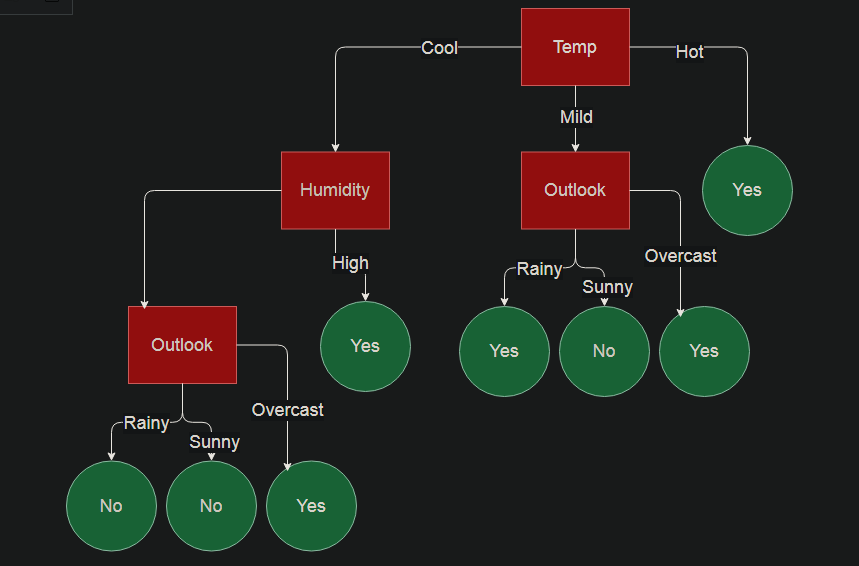 Temp
Cool
Hot
Mild
Humidity
Outlook
Yes
High
Rainy
Sunny
Overcast
Outlook
Yes
Yes
No
Yes
Rainy
Sunny
Overcast
No
No
Yes